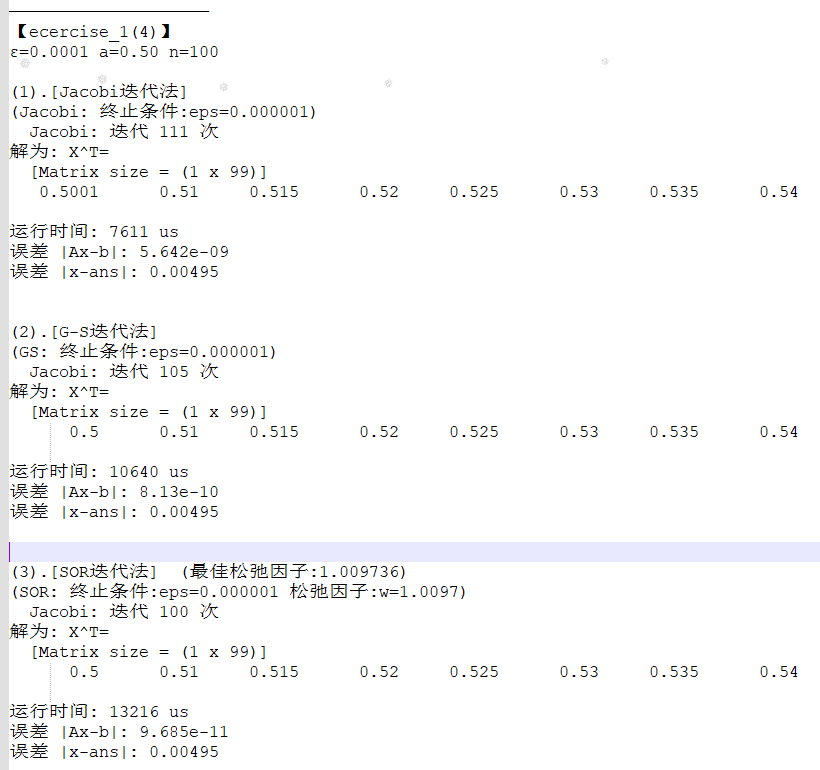 【ecercise_1(4)】
ε=0.0001 a=0.50 n=100
(1).[Jacobi迭代法]
(Jacobi: 终止条件:eps=0.000001)
Jacobi: 迭代 111 次
解为: X^T=
[Matrix size = (1 x 99)]
0.5001 0.51 0.515 0.52 0.525 0.53 0.535 0.54
运行时间: 7611 us
误差 |Ax-b|: 5.642e-09
误差 |x-ans|: 0.00495
(2).[G-S迭代法]
(GS: 终止条件:eps=0.000001)
Jacobi: 迭代 105 次
解为: X^T=
[Matrix size = (1 x 99)]
0.5 0.51 0.515 0.52 0.525 0.53 0.535 0.54
运行时间: 10640 us
误差 |Ax-b|: 8.13e-10
误差 |x-ans|: 0.00495
(3).[SOR迭代法] (最佳松弛因子:1.009736)
(SOR: 终止条件:eps=0.000001 松弛因子:w=1.0097)
Jacobi: 迭代 100 次
解为: X^T=
[Matrix size = (1 x 99)]
0.5 0.51 0.515 0.52 0.525 0.53 0.535 0.54
运行时间: 13216 us
误差 |Ax-b|: 9.685e-11
误差 |x-ans|: 0.00495